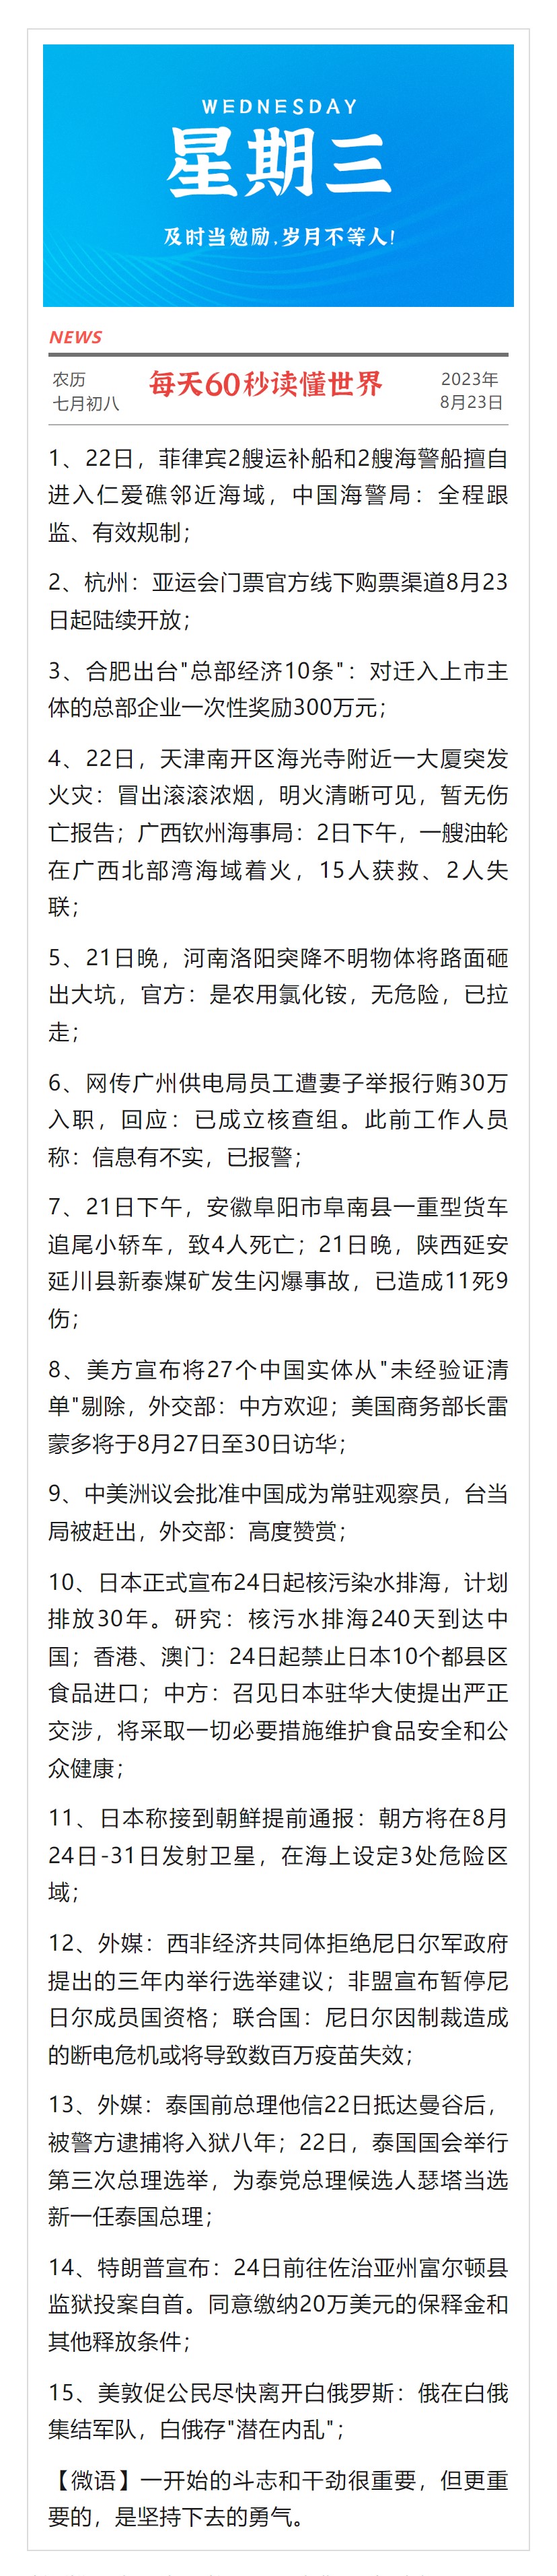 WEDNESDAY
星期三
及时当勉励,岁月不等人!
NEWS
农历
七月初八
每天60秒读懂世界
2023年
8月23日
1、22日，菲律宾2艘运补船和2艘海警船擅自
进入仁爱礁邻近海域，中国海警局：全程跟
监、有效规制；
2、杭州：亚运会门票官方线下购票渠道8月23
日起陆续开放；
3、合肥出台"总部经济10条"：对迁入上市主
体的总部企业一次性奖励300万元；
4、22日，天津南开区海光寺附近一大厦突发
火灾：冒出滚滚浓烟，明火清晰可见，暂无伤
亡报告；广西钦州海事局：2日下午，一艘油轮
在广西北部湾海域着火，15人获救、2人失
联；
5、21日晚，河南洛阳突降不明物体将路面砸
出大坑，官方：是农用氯化铵，无危险，已拉
走；
6、网传广州供电局员工遭妻子举报行贿30万
入职，回应：已成立核查组。此前工作人员
称：信息有不实，已报警；
7、21日下午，安徽阜阳市阜南县一重型货车
追尾小轿车，致4人死亡；21日晚，陕西延安
延川县新泰煤矿发生闪爆事故，已造成11死9
伤；
8、美方宣布将27个中国实体从"未经验证清
单"剔除，外交部：中方欢迎；美国商务部长雷
蒙多将于8月27日至30日访华；
9、中美洲议会批准中国成为常驻观察员，台当
局被赶出，外交部：高度赞赏；
10、日本正式宣布24日起核污染水排海，计划
排放30年。研究：核污水排海240天到达中
国；香港、澳门：24日起禁止日本10个都县区
食品进口；中方：召见日本驻华大使提出严正
交涉，将采取一切必要措施维护食品安全和公
众健康；
11、日本称接到朝鲜提前通报：朝方将在8月
24日-31日发射卫星，在海上设定3处危险区
域；
12、外媒：西非经济共同体拒绝尼日尔军政府
提出的三年内举行选举建议；非盟宣布暂停尼
日尔成员国资格；联合国：尼日尔因制裁造成
的断电危机或将导致数百万疫苗失效；
13、外媒：泰国前总理他信22日抵达曼谷后，
被警方逮捕将入狱八年；22日，泰国国会举行
第三次总理选举，为泰党总理候选人瑟塔当选
新一任泰国总理；
14、特朗普宣布：24日前往佐治亚州富尔顿县
监狱投案自首。同意缴纳20万美元的保释金和
其他释放条件；
15、美敦促公民尽快离开白俄罗斯：俄在白俄
集结军队，白俄存"潜在内乱"；
【微语】一开始的斗志和干劲很重要，但更重
要的，是坚持下去的勇气。